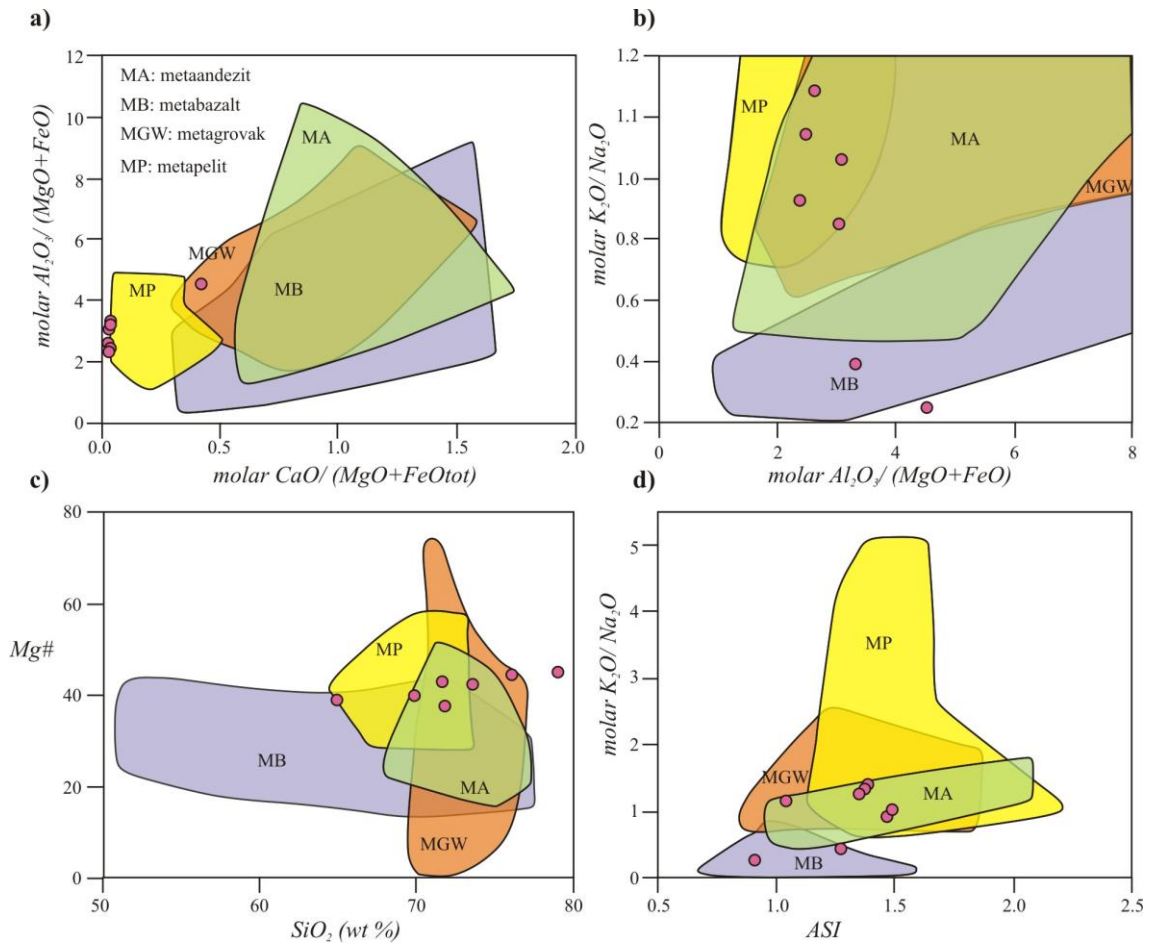 a)
12
10
8
6
4
2
0
molar Al₂O₃/ (MgO+FeO)
MA: metaandezit
MB: metabazalt
MGW: metagrovak
MP: metapelit
MA
MGW
MP
MB
0.0
0.5
1.0
1.5
2.0
molar CaO/ (MgO+FeOtot)
b)
1.2
1.1
1.0
0.8
0.6
0.4
0.2
molar K₂O/ Na₂O
MP
MA
MGW
MB
0
2
4
6
8
molar Al₂O₃/ (MgO+FeO)
c)
80
60
40
20
0
Mg#
MP
MB
MA
MGW
50
60
70
80
SiO₂ (wt %)
d)
5
4
3
2
1
0
molar K₂O/ Na₂O
MP
MGW
MA
MB
0.5
1.0
1.5
2.0
2.5
ASI